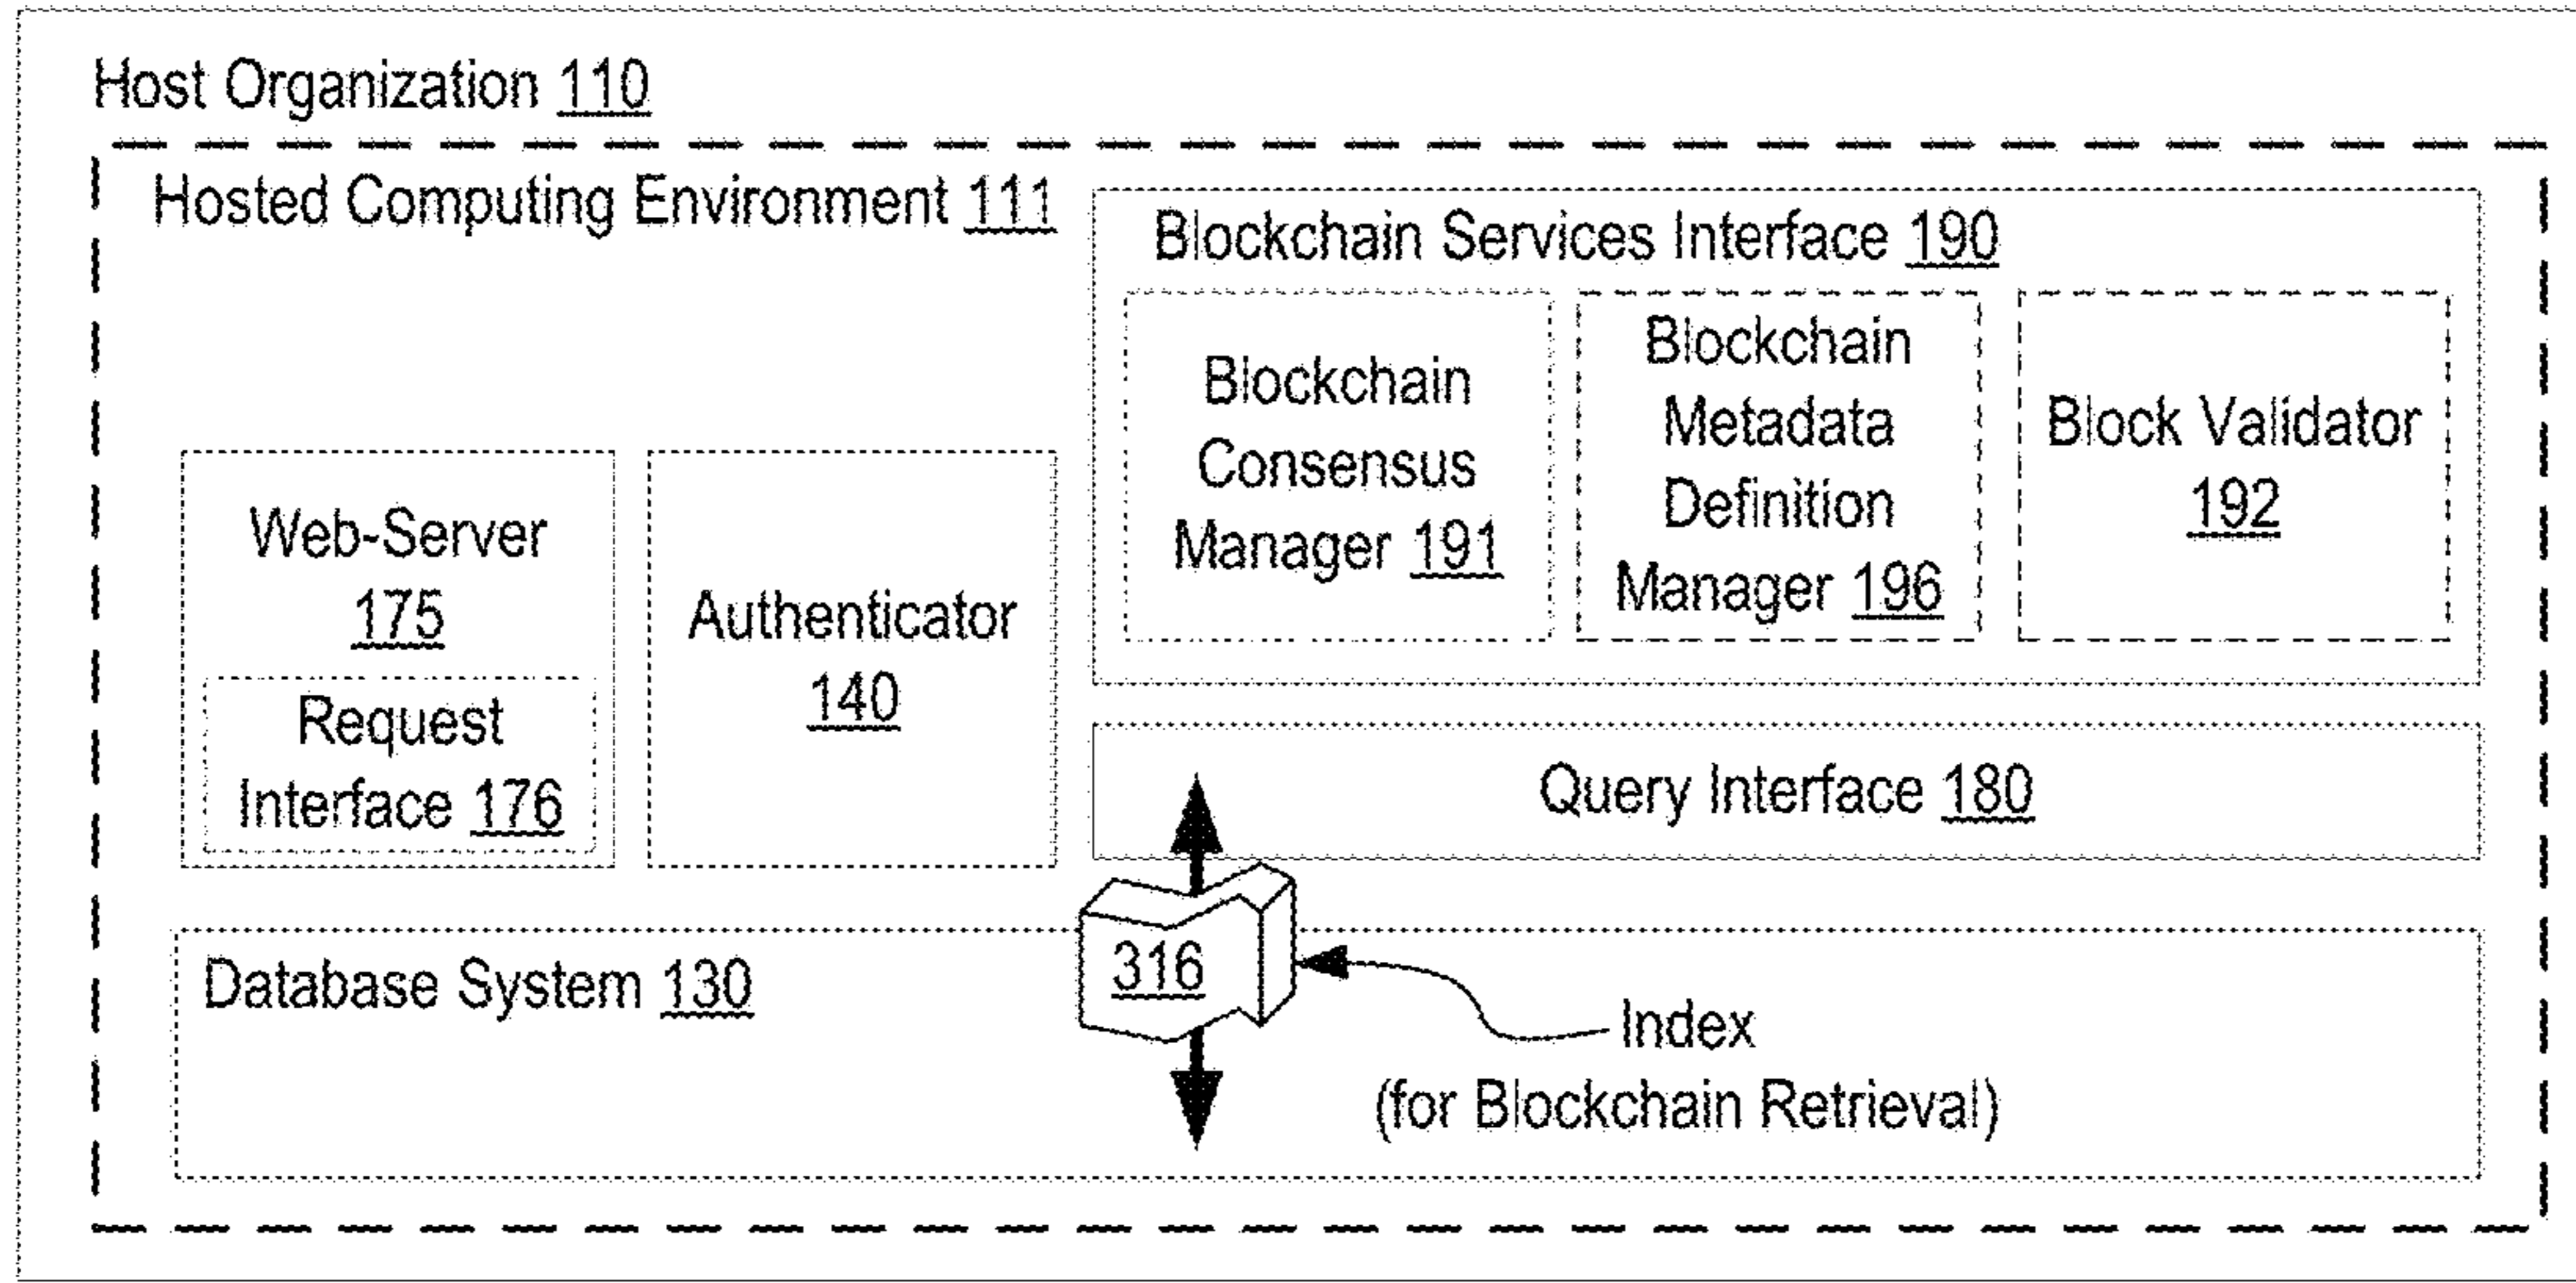 Host Organization 110
Hosted Computing Environment 111
Blockchain Services Interface 190
Blockchain
Consensus
Manager 191
Blockchain
Metadata
Definition
Manager 196
Block Validator
192
Web-Server
175
Request
Interface 176
Authenticator
140
Query Interface 180
Database System 130
316
Index
(for Blockchain Retrieval)